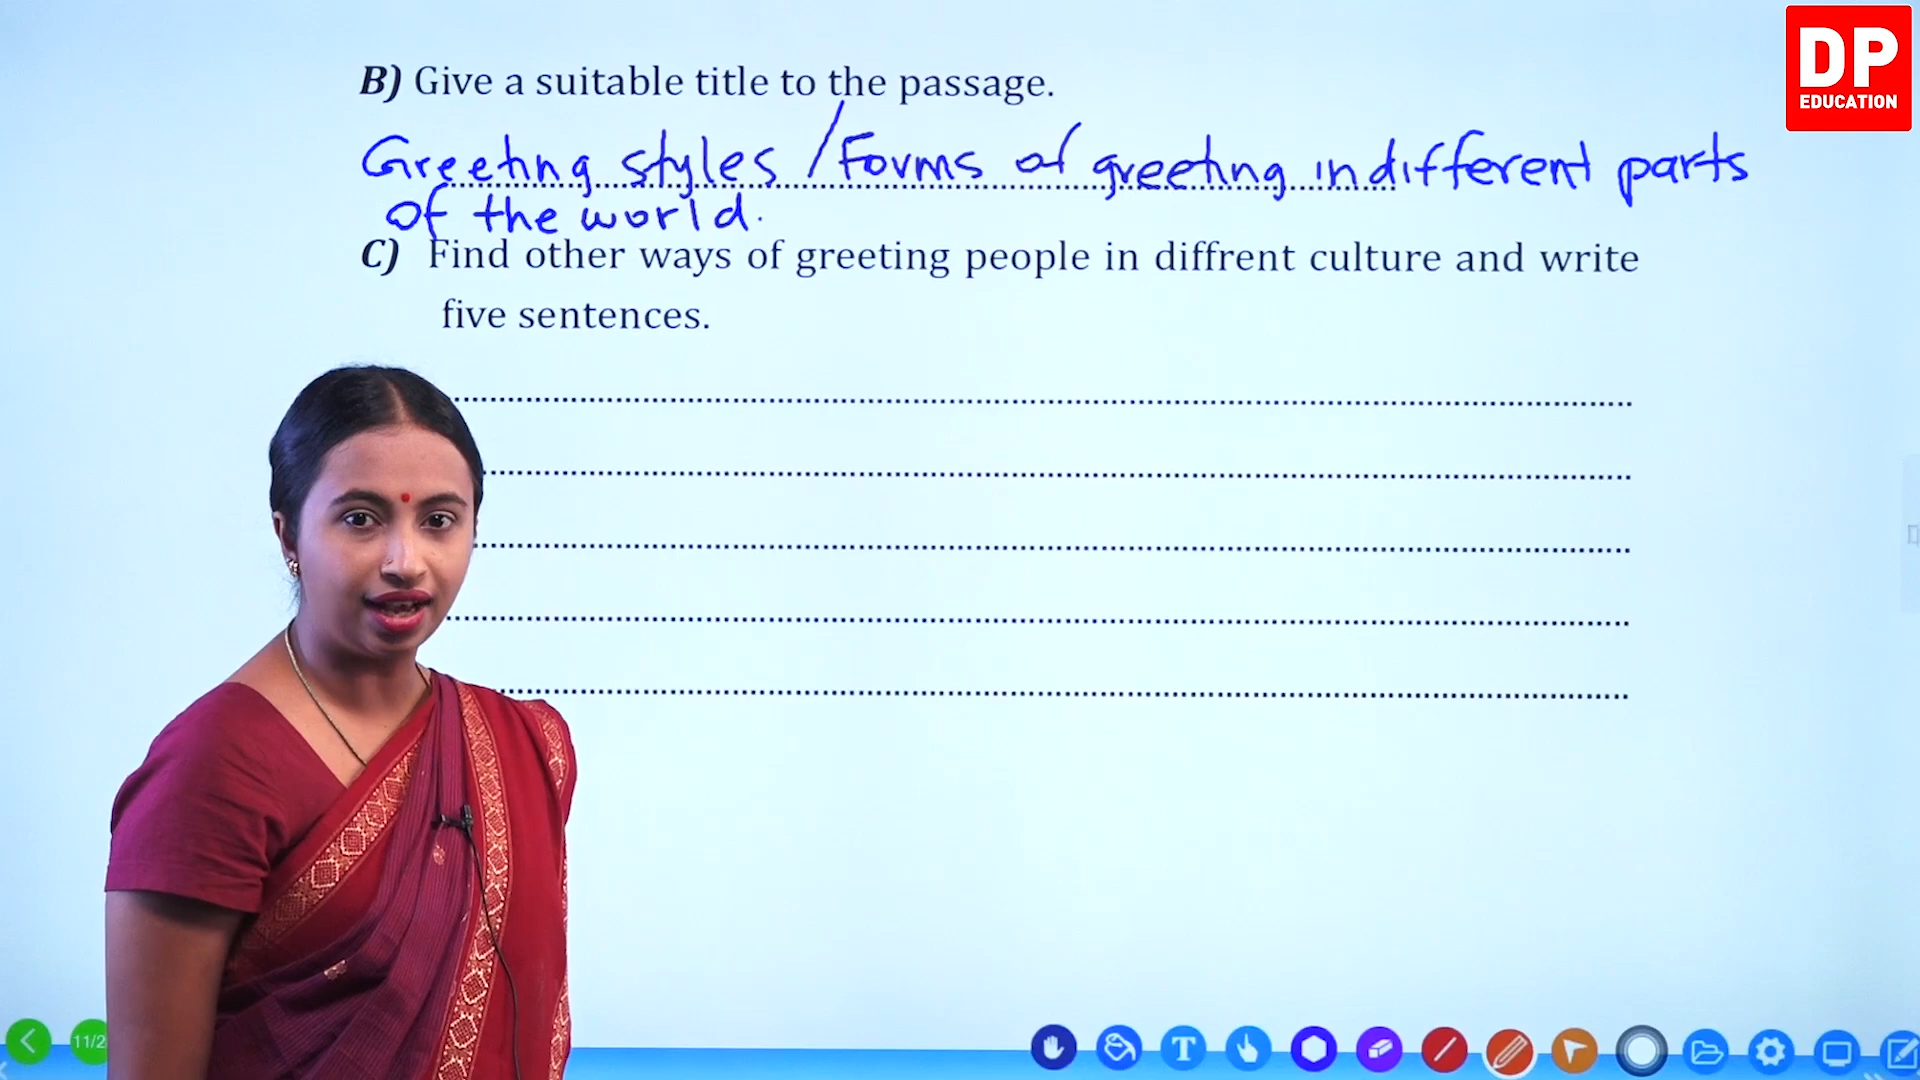 DP
EDUCATION
B) Give a suitable title to the passage.
Greeting styles / Forms of greeting in different parts
of the world.
C) Find other ways of greeting people in diffrent culture and write
five sentences.
11/2
T